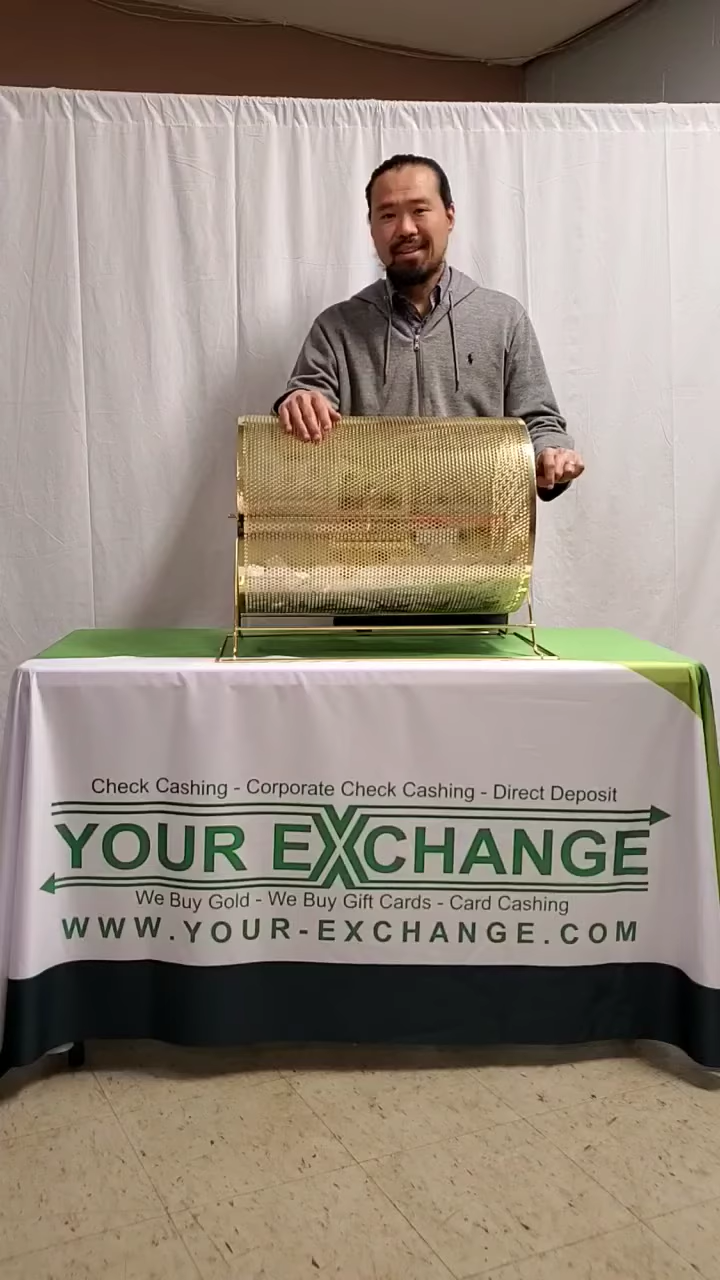 Check Cashing - Corporate Check Cashing - Direct Deposit
YOUR EXCHANGE
We Buy Gold - We Buy Gift Cards - Card Cashing
WWW.YOUR-EXCHANGE.COM